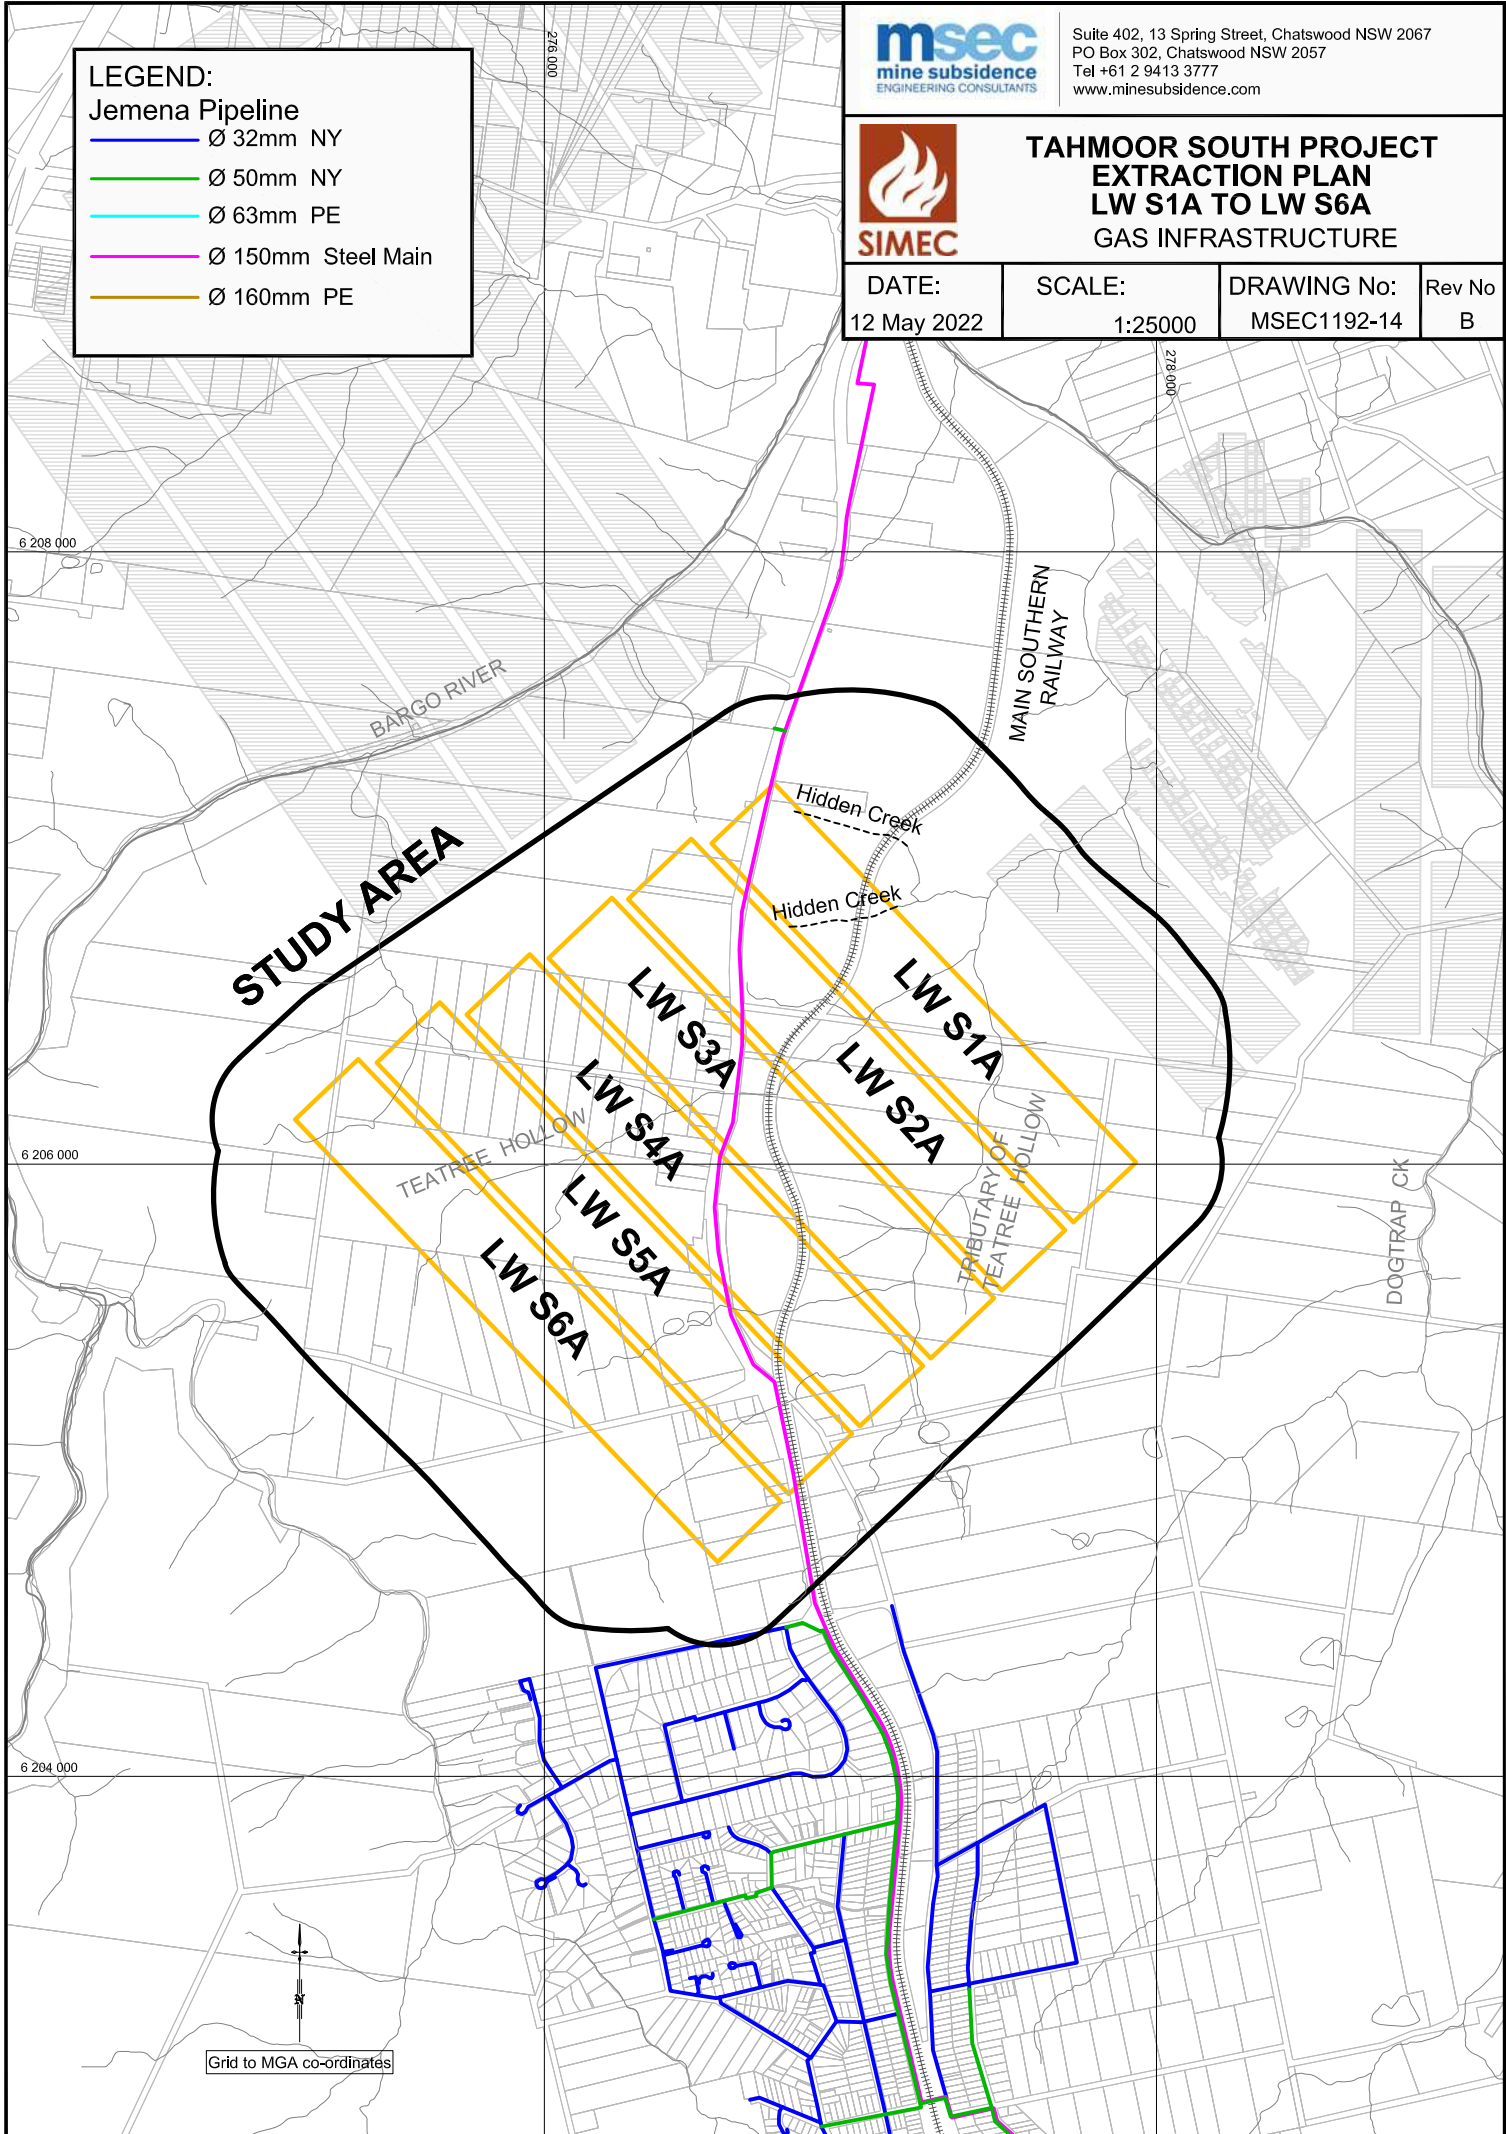 LEGEND:
Jemena Pipeline
Ø 32mm NY
Ø 50mm NY
Ø 63mm PE
Ø 150mm Steel Main
Ø 160mm PE
276 000
msec
mine subsidence
ENGINEERING CONSULTANTS
Suite 402, 13 Spring Street, Chatswood NSW 2067
PO Box 302, Chatswood NSW 2057
Tel +61 2 9413 3777
www.minesubsidence.com
SIMEC
TAHMOOR SOUTH PROJECT
EXTRACTION PLAN
LW S1A TO LW S6A
GAS INFRASTRUCTURE
DATE:
12 May 2022
SCALE:
1:25000
DRAWING No:
MSEC1192-14
Rev No
B
278 000
6 208 000
MAIN SOUTHERN
RAILWAY
BARGO RIVER
Hidden Creek
STUDY AREA
Hidden Creek
LW S1A
LW S3A
LW S2A
LW S4A
TEATREE HOLLOW
TRIBUTARY OF
TEATREE HOLLOW
6 206 000
DOGTRAP CK
LW S5A
LW S6A
6 204 000
N
Grid to MGA co-ordinates